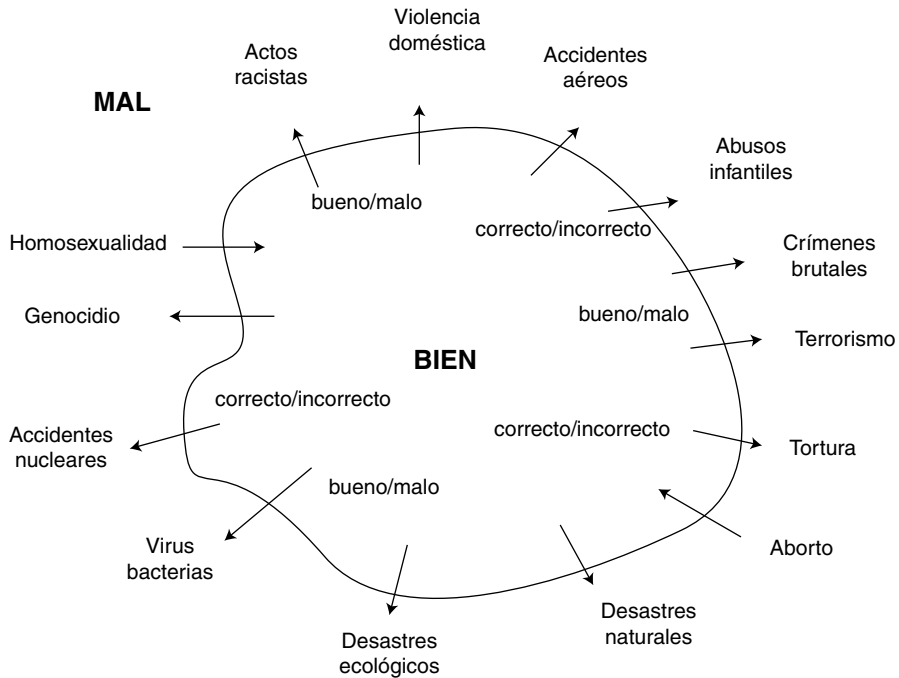 Violencia
doméstica
Actos
racistas
Accidentes
aéreos
MAL
Abusos
infantiles
bueno/malo
correcto/incorrecto
Homosexualidad
Crímenes
brutales
Genocidio
bueno/malo
Terrorismo
BIEN
correcto/incorrecto
Accidentes
nucleares
correcto/incorrecto
Tortura
bueno/malo
Virus
bacterias
Aborto
Desastres
naturales
Desastres
ecológicos